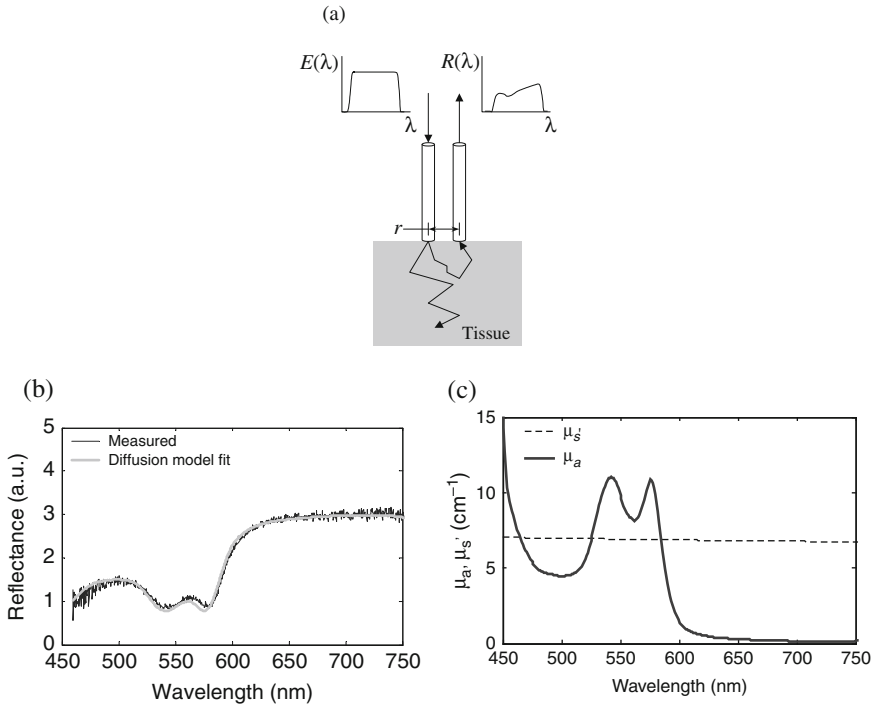 (a)
E(λ)
R(λ)
λ
λ
r
Tissue
(b)
5
4
3
2
1
0
Reflectance (a.u.)
Measured
Diffusion model fit
450 500 550 600 650 700 750
Wavelength (nm)
(c)
15
10
5
0
μa, μs' (cm−1)
μs'
μa
450 500 550 600 650 700 750
Wavelength (nm)